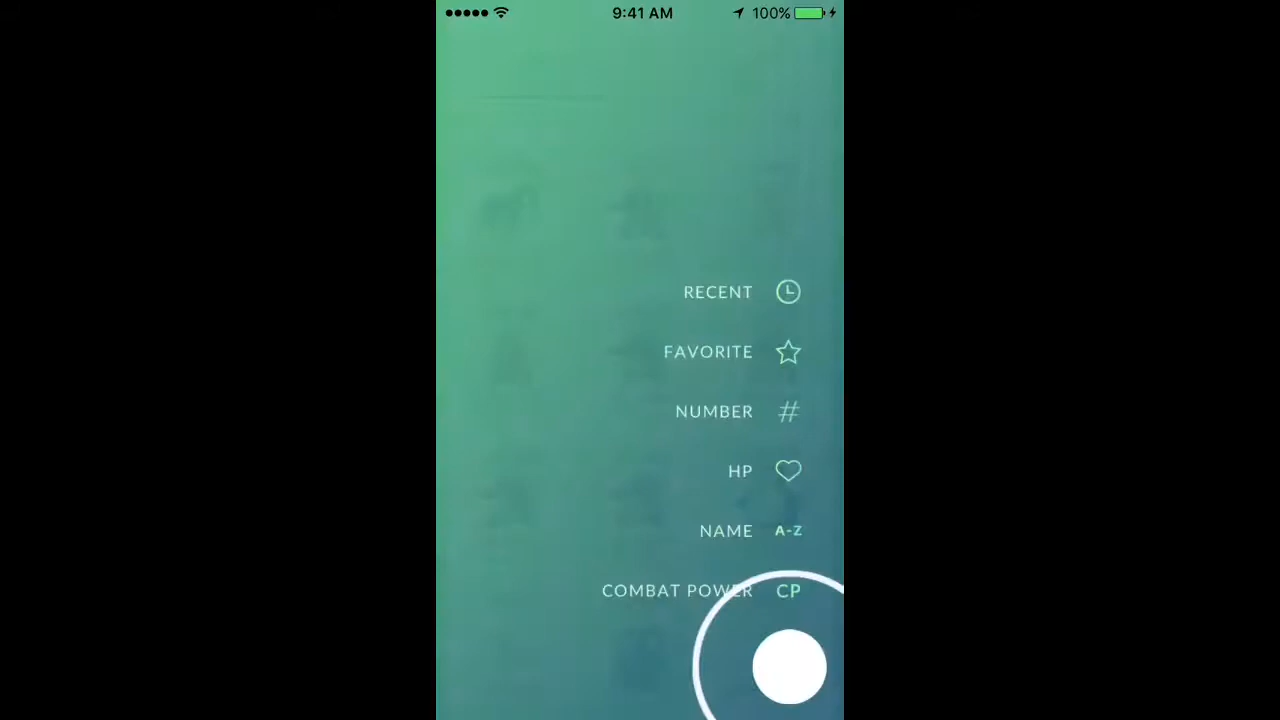 9:41 AM 100%
RECENT
FAVORITE
NUMBER #
HP
NAME A-Z
COMBAT POWER CP